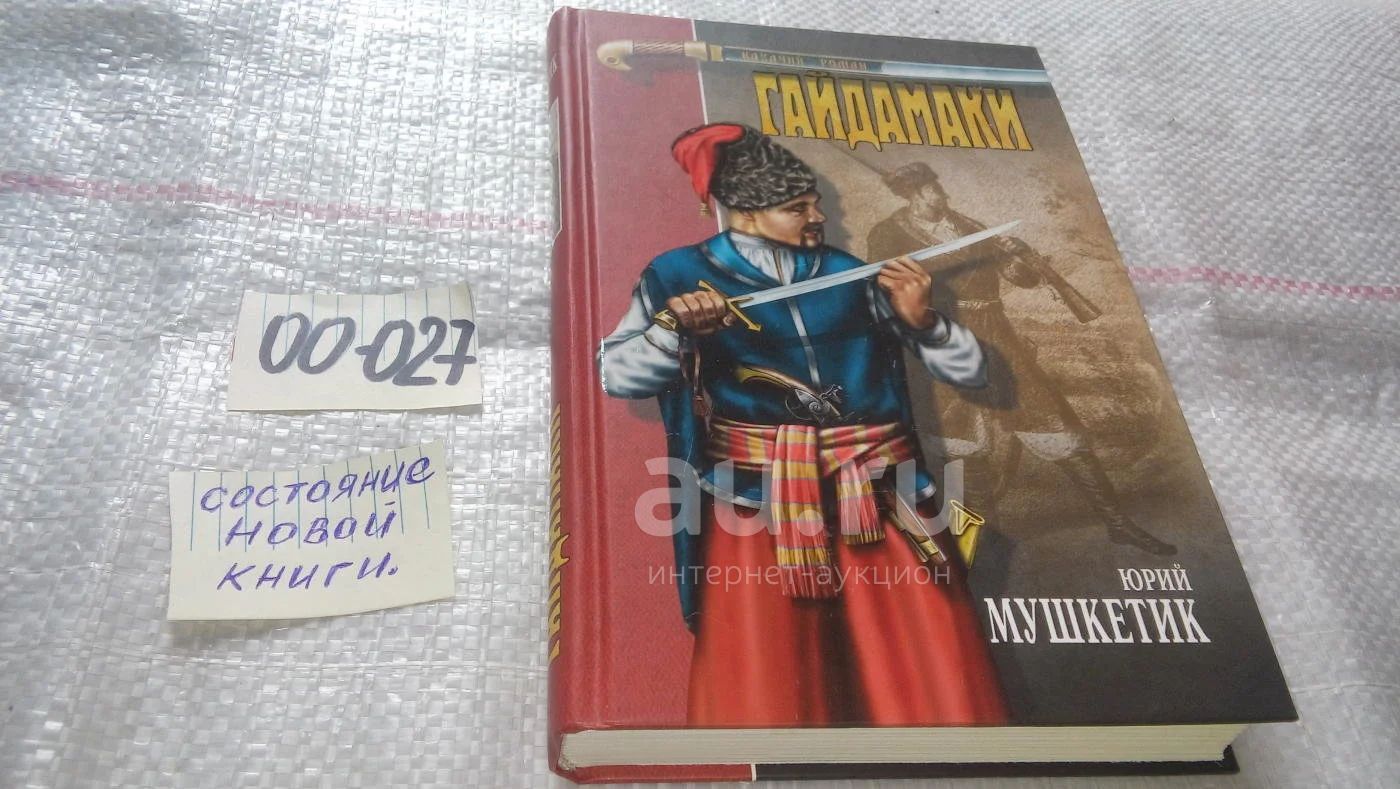 КАЗАЧИЙ РОМАН
ГАЙДАМАКИ
ЮРИЙ
МУШКЕТИК
00-027
состояние
новой
книги.
au.ru
интернет-аукцион